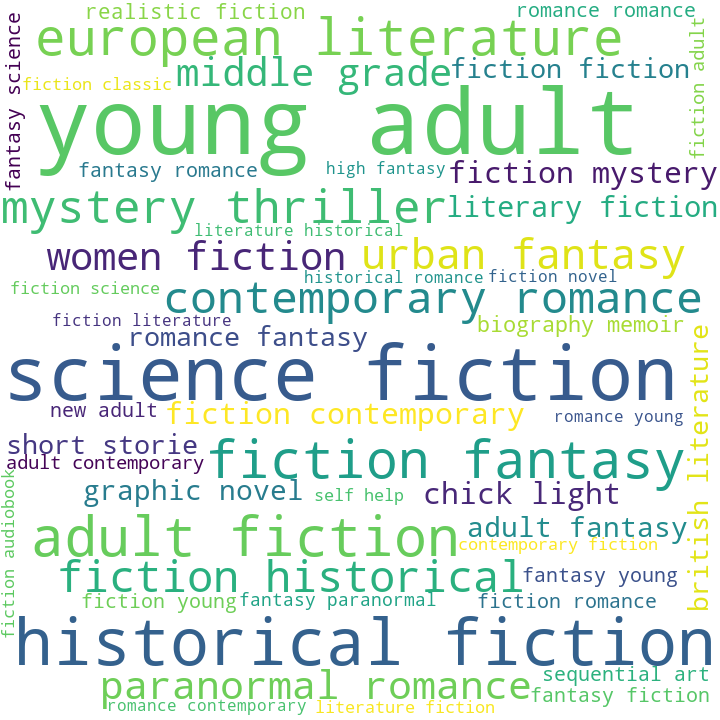 realistic fiction
romance romance
fantasy science
european literature
fiction adult
middle grade
fiction fiction
fiction classic
young adult
fantasy romance
high fantasy
fiction mystery
mystery thriller
literary fiction
literature historical
women fiction
urban fantasy
historical romance
fiction novel
fiction science
contemporary romance
fiction literature
biography memoir
romance fantasy
science fiction
british literature
new adult
fiction contemporary
romance young
short storie
adult contemporary
fiction fantasy
fiction audiobook
graphic novel
self help
chick light
adult fiction
adult fantasy
contemporary fiction
fiction historical
fantasy young
fiction young
fantasy paranormal
fiction romance
historical fiction
paranormal romance
sequential art
fantasy fiction
romance contemporary
literature fiction